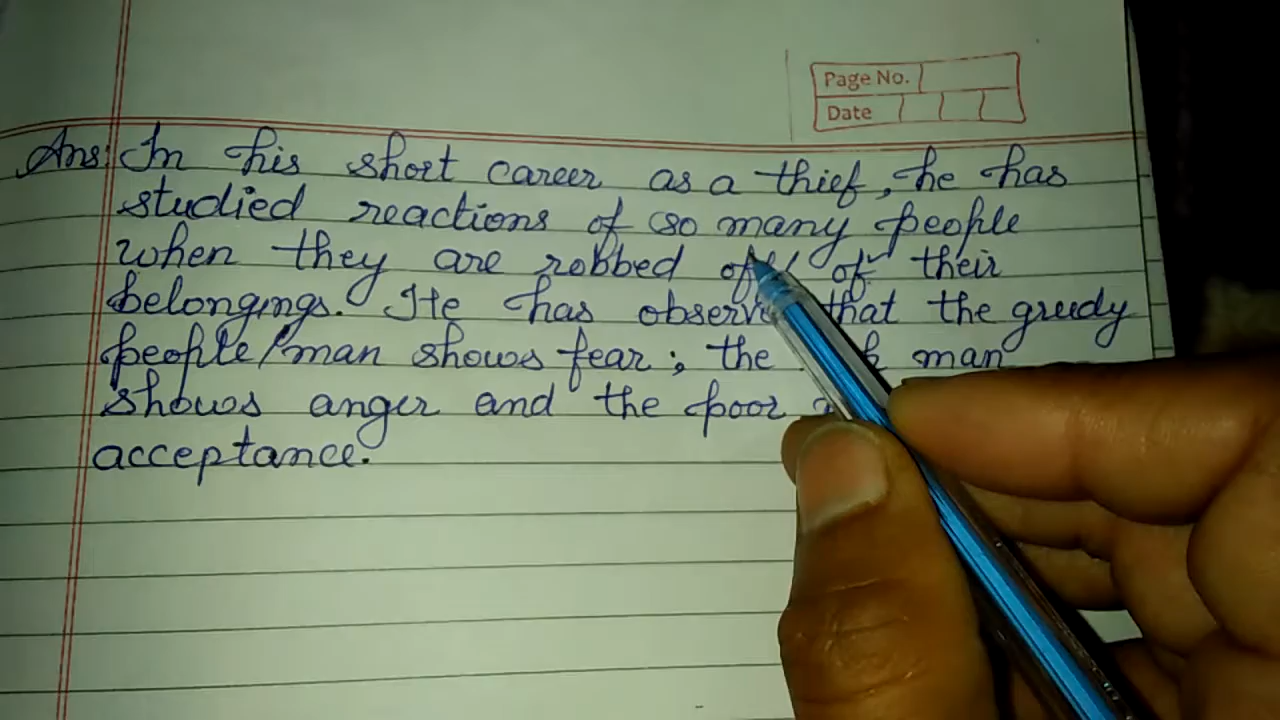 Page No.
Date
Ans: In his short career as a thief, he has
studied reactions of so many people
when they are robbed of their
belongings. He has that the greedy
people/man shows fear; the man
shows anger and the poor
acceptance.